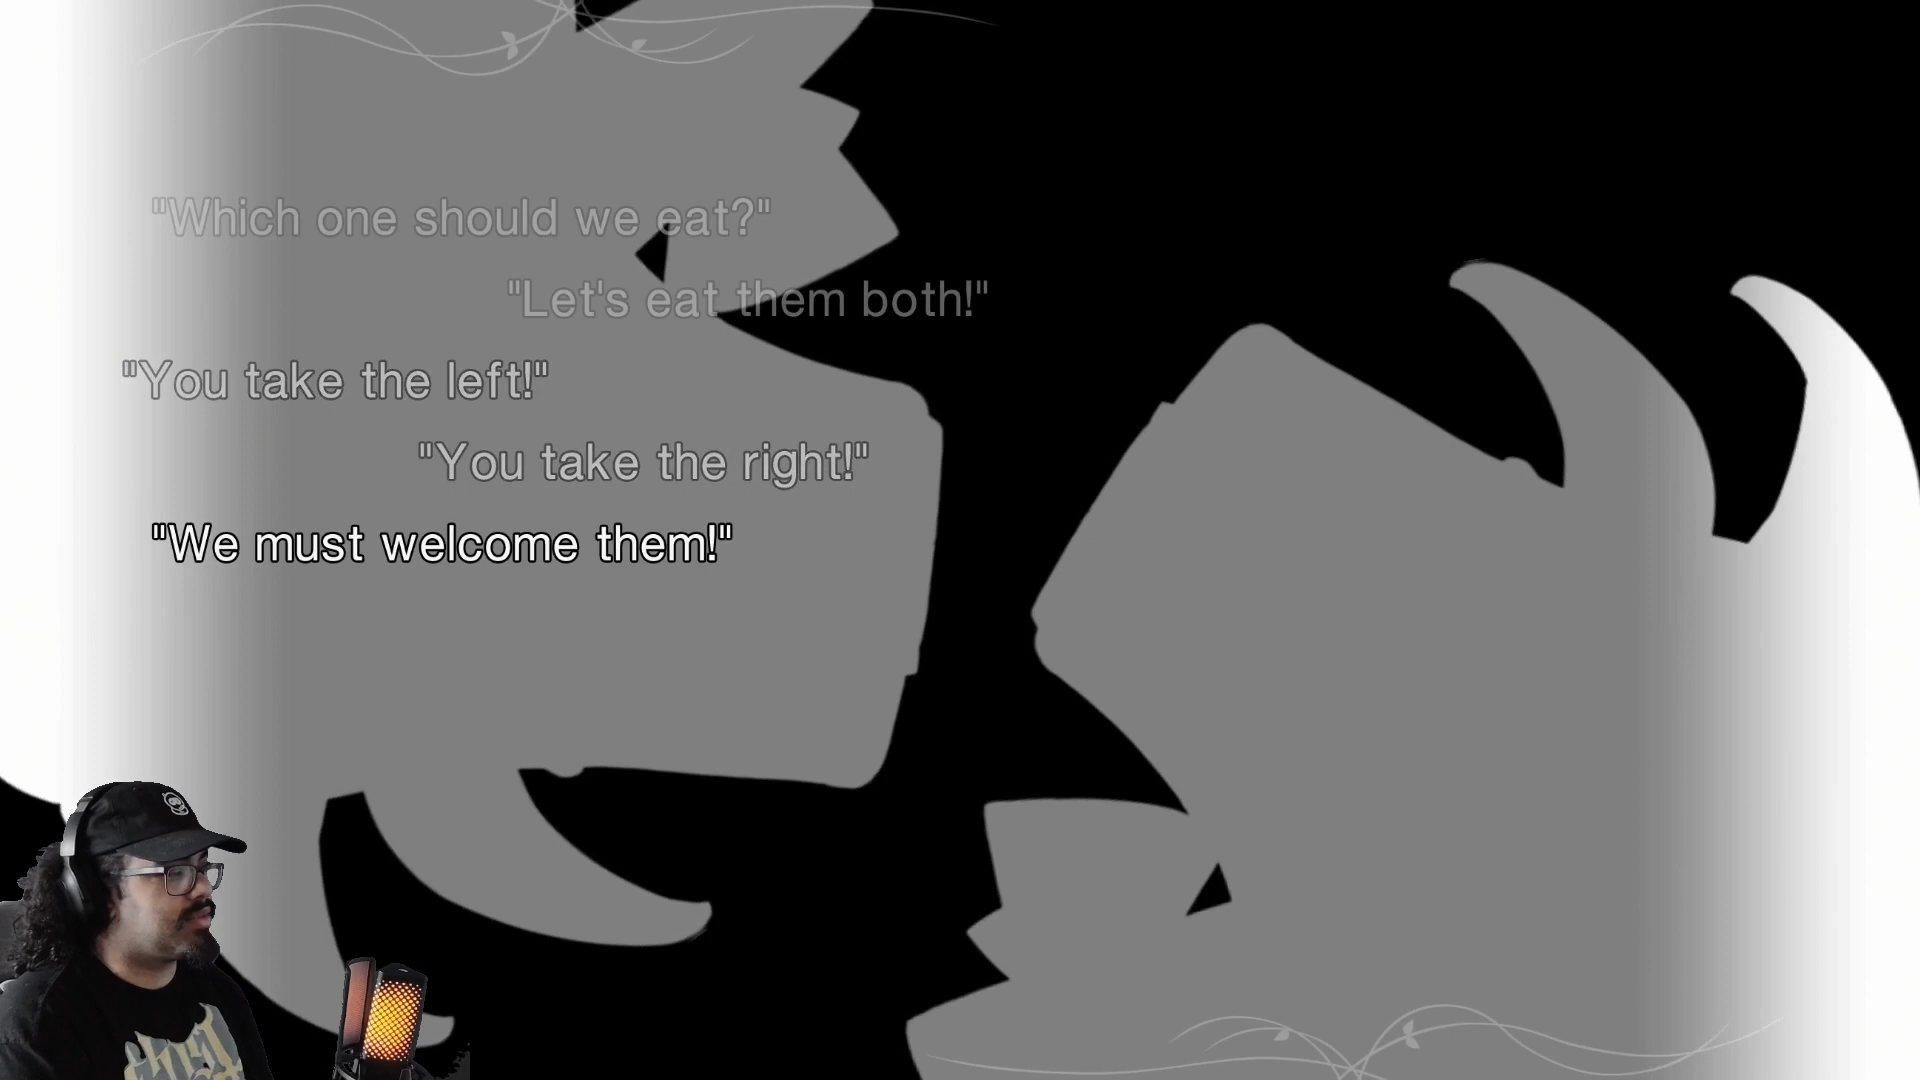 "Which one should we eat?"
"Let's eat them both!"
"You take the left!"
"You take the right!"
"We must welcome them!"